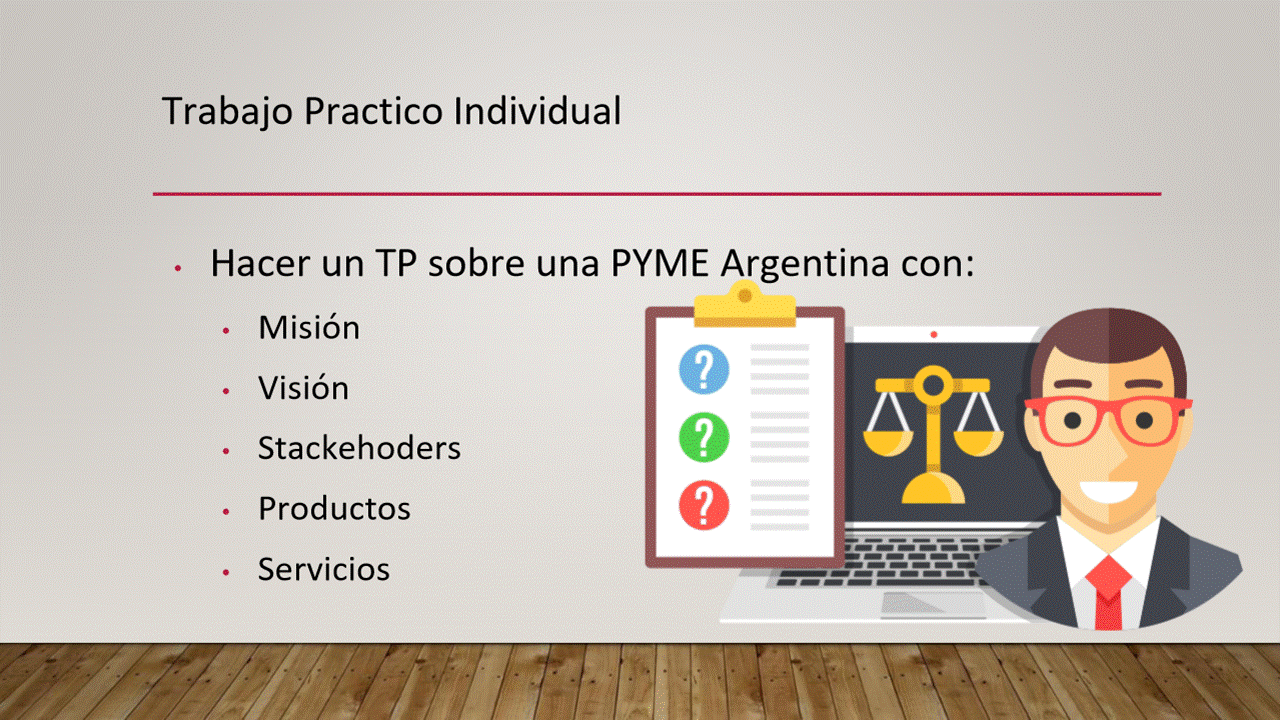 Trabajo Practico Individual
Hacer un TP sobre una PYME Argentina con:
Misión
Visión
Stackehoders
Productos
Servicios
? 
?
?